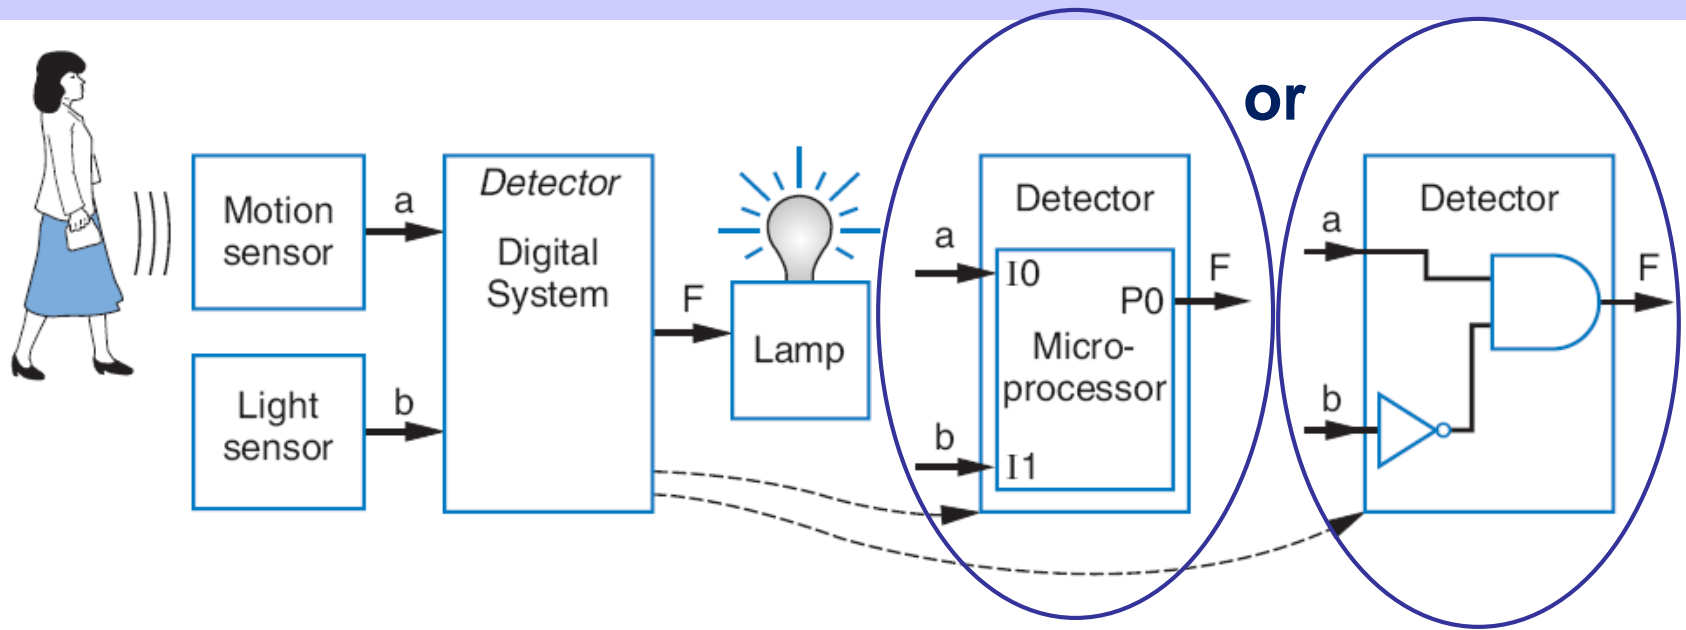 or
Motion
sensor
a
Light
sensor
b
Detector
Digital
System
F
Lamp
Detector
a
I0
P0
F
Micro-
processor
b
I1
Detector
a
b
F